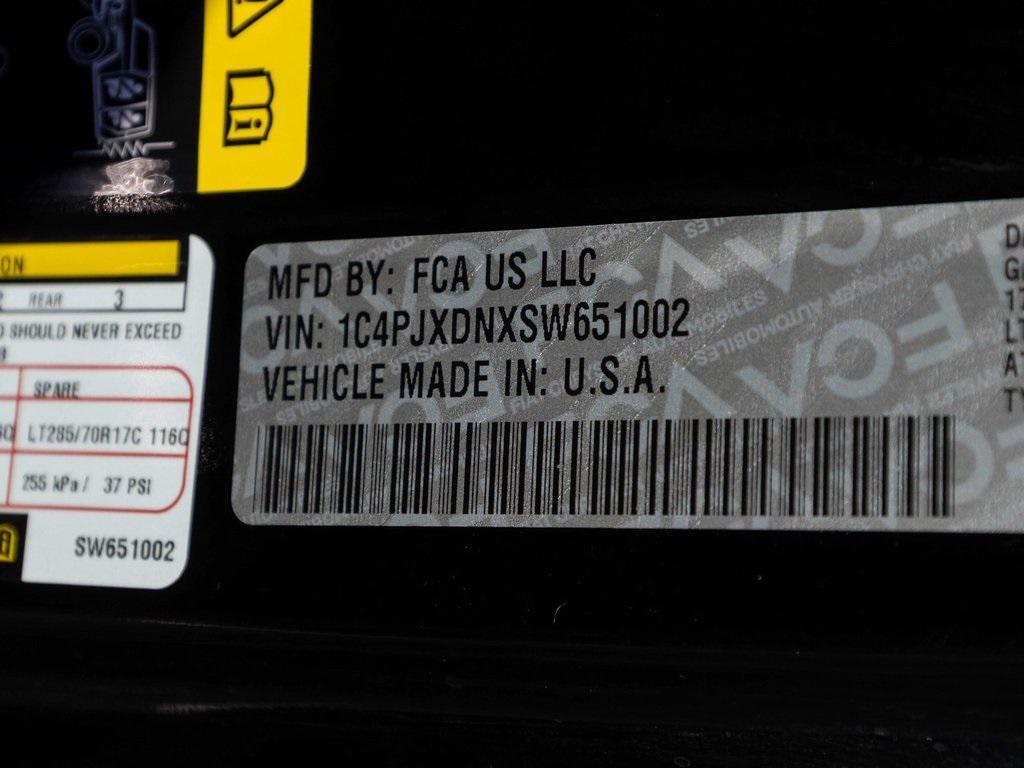 ON
2 REAR 3
D SHOULD NEVER EXCEED
SPARE
LT285/70R17C 116Q
255 kPa / 37 PSI
SW651002
MFD BY: FCA US LLC
VIN: 1C4PJXDNXSW651002
VEHICLE MADE IN: U.S.A.